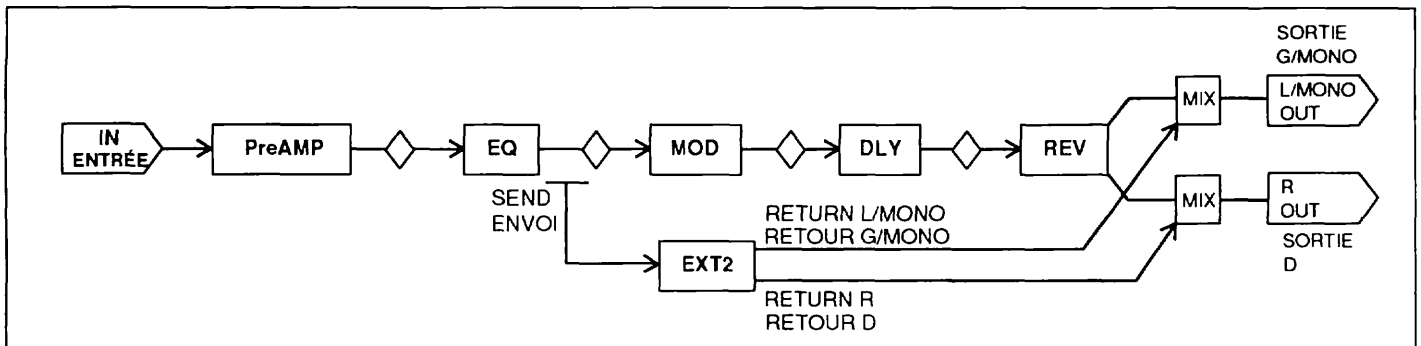 SORTIE
G/MONO
IN
ENTRÉE
PreAMP
EQ
MOD
DLY
REV
MIX
L/MONO
OUT
SEND
ENVOI
EXT2
RETURN L/MONO
RETOUR G/MONO
RETURN R
RETOUR D
MIX
R
OUT
SORTIE
D